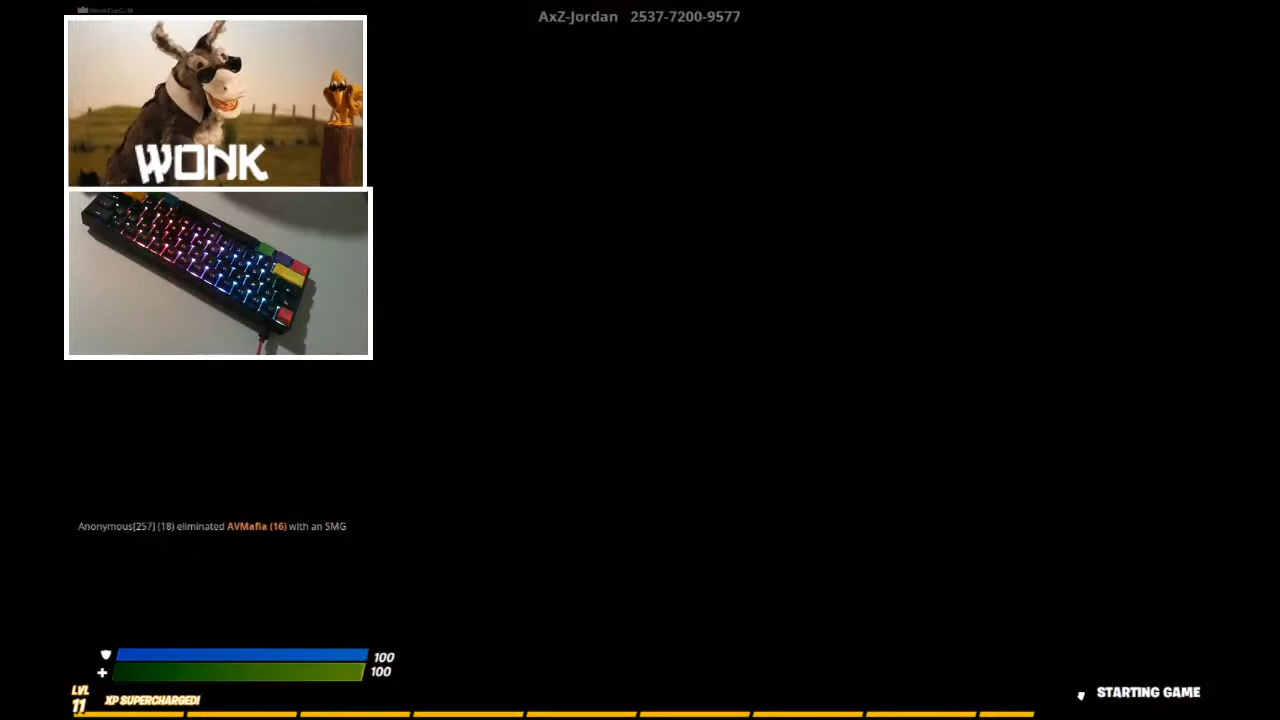 AxZ-Jordan 2537-7200-9577
WONK
Anonymous[257] (18) eliminated AVMafia (16) with an SMG
100
100
LVL
11
XP SUPERCHARGED!
STARTING GAME